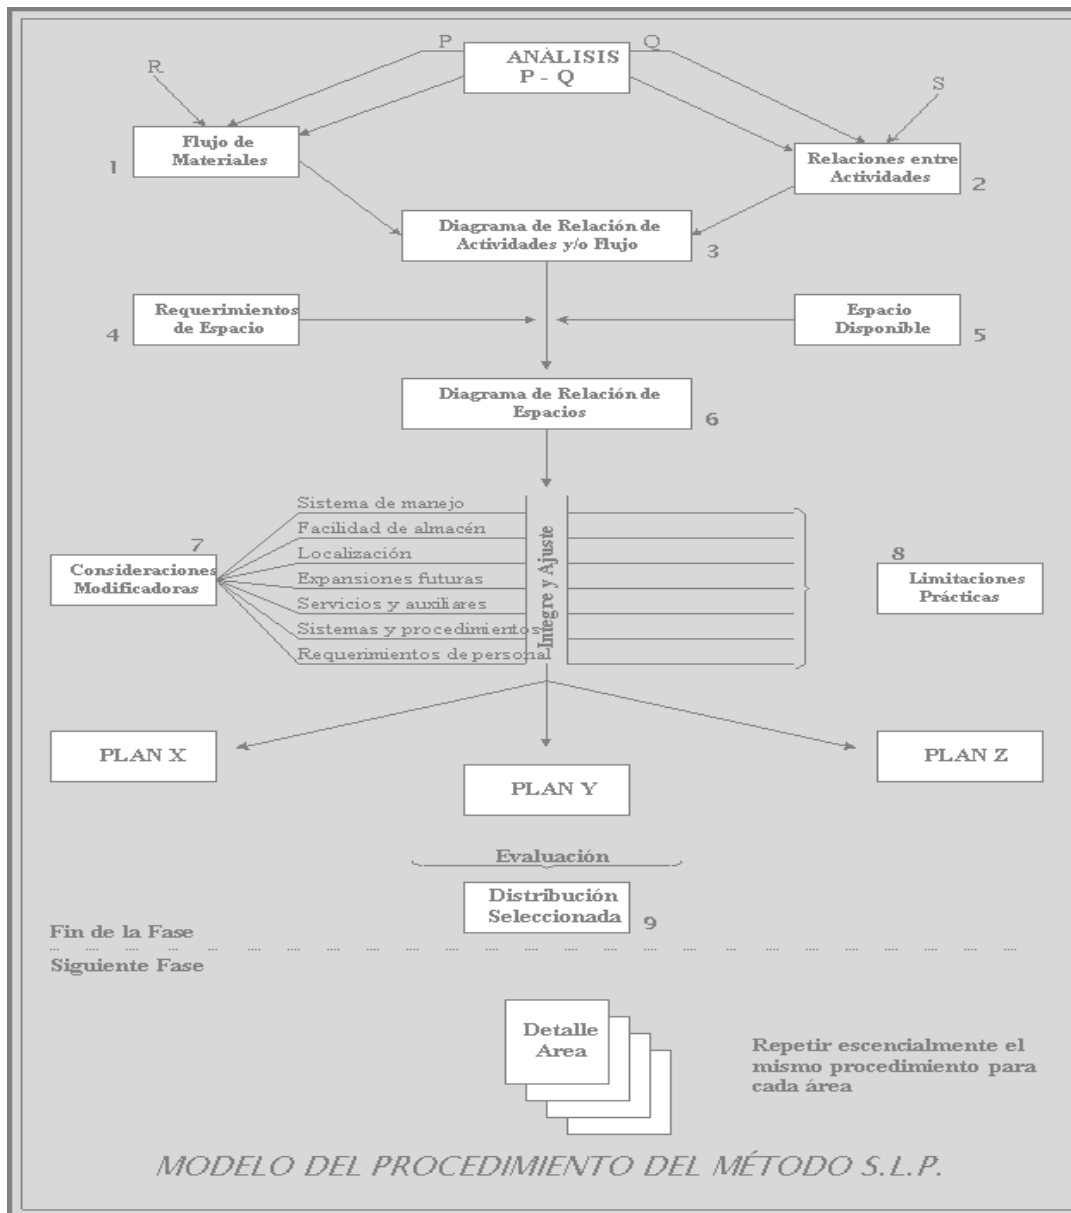 P
ANÁLISIS
P - Q
Q
R
S
Flujo de
Materiales
1
Relaciones entre
Actividades
2
Diagrama de Relación de
Actividades y/o Flujo
3
Requerimientos
de Espacio
4
Espacio
Disponible
5
Diagrama de Relación de
Espacios
6
7
Consideraciones
Modificadoras
Sistema de manejo
Facilidad de almacén
Localización
Expansiones futuras
Servicios y auxiliares
Sistemas y procedimientos
Requerimientos de personal
Integre y Ajuste
8
Limitaciones
Prácticas
PLAN X
PLAN Y
PLAN Z
Evaluación
Distribución
Seleccionada
9
Fin de la Fase
Siguiente Fase
Detalle
Area
Repetir escencialmente el
mismo procedimiento para
cada área
MODELO DEL PROCEDIMIENTO DEL MÉTODO S.L.P.